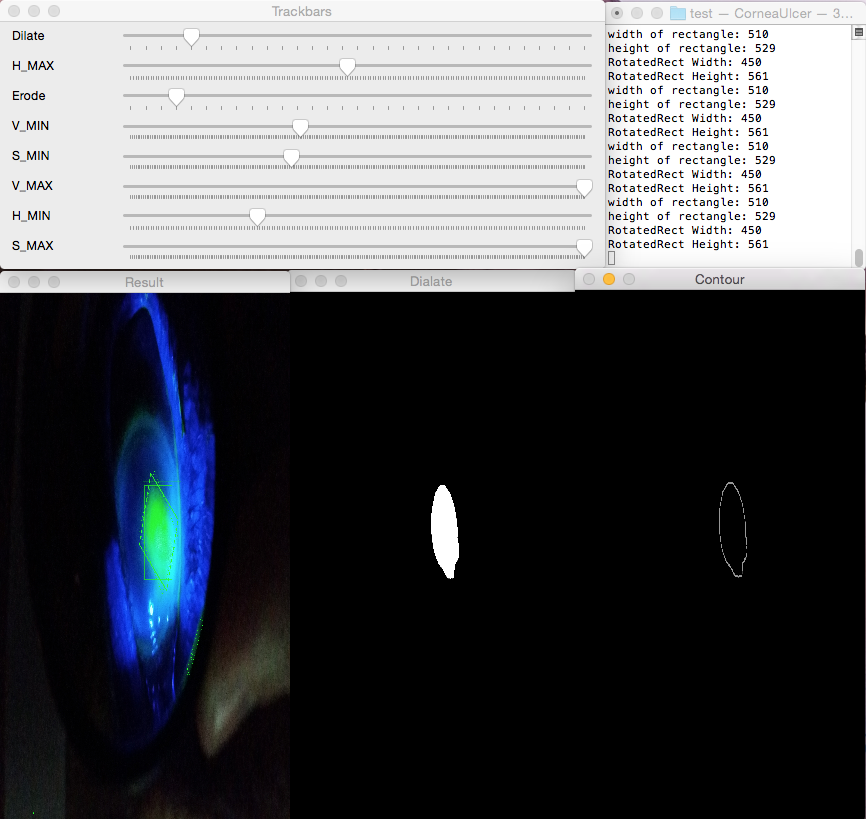 Trackbars
Dilate
H_MAX
Erode
V_MIN
S_MIN
V_MAX
H_MIN
S_MAX
test — CorneaUlcer — 3...
width of rectangle: 510
height of rectangle: 529
RotatedRect Width: 450
RotatedRect Height: 561
width of rectangle: 510
height of rectangle: 529
RotatedRect Width: 450
RotatedRect Height: 561
width of rectangle: 510
height of rectangle: 529
RotatedRect Width: 450
RotatedRect Height: 561
width of rectangle: 510
height of rectangle: 529
RotatedRect Width: 450
RotatedRect Height: 561
Result
Dialate
Contour